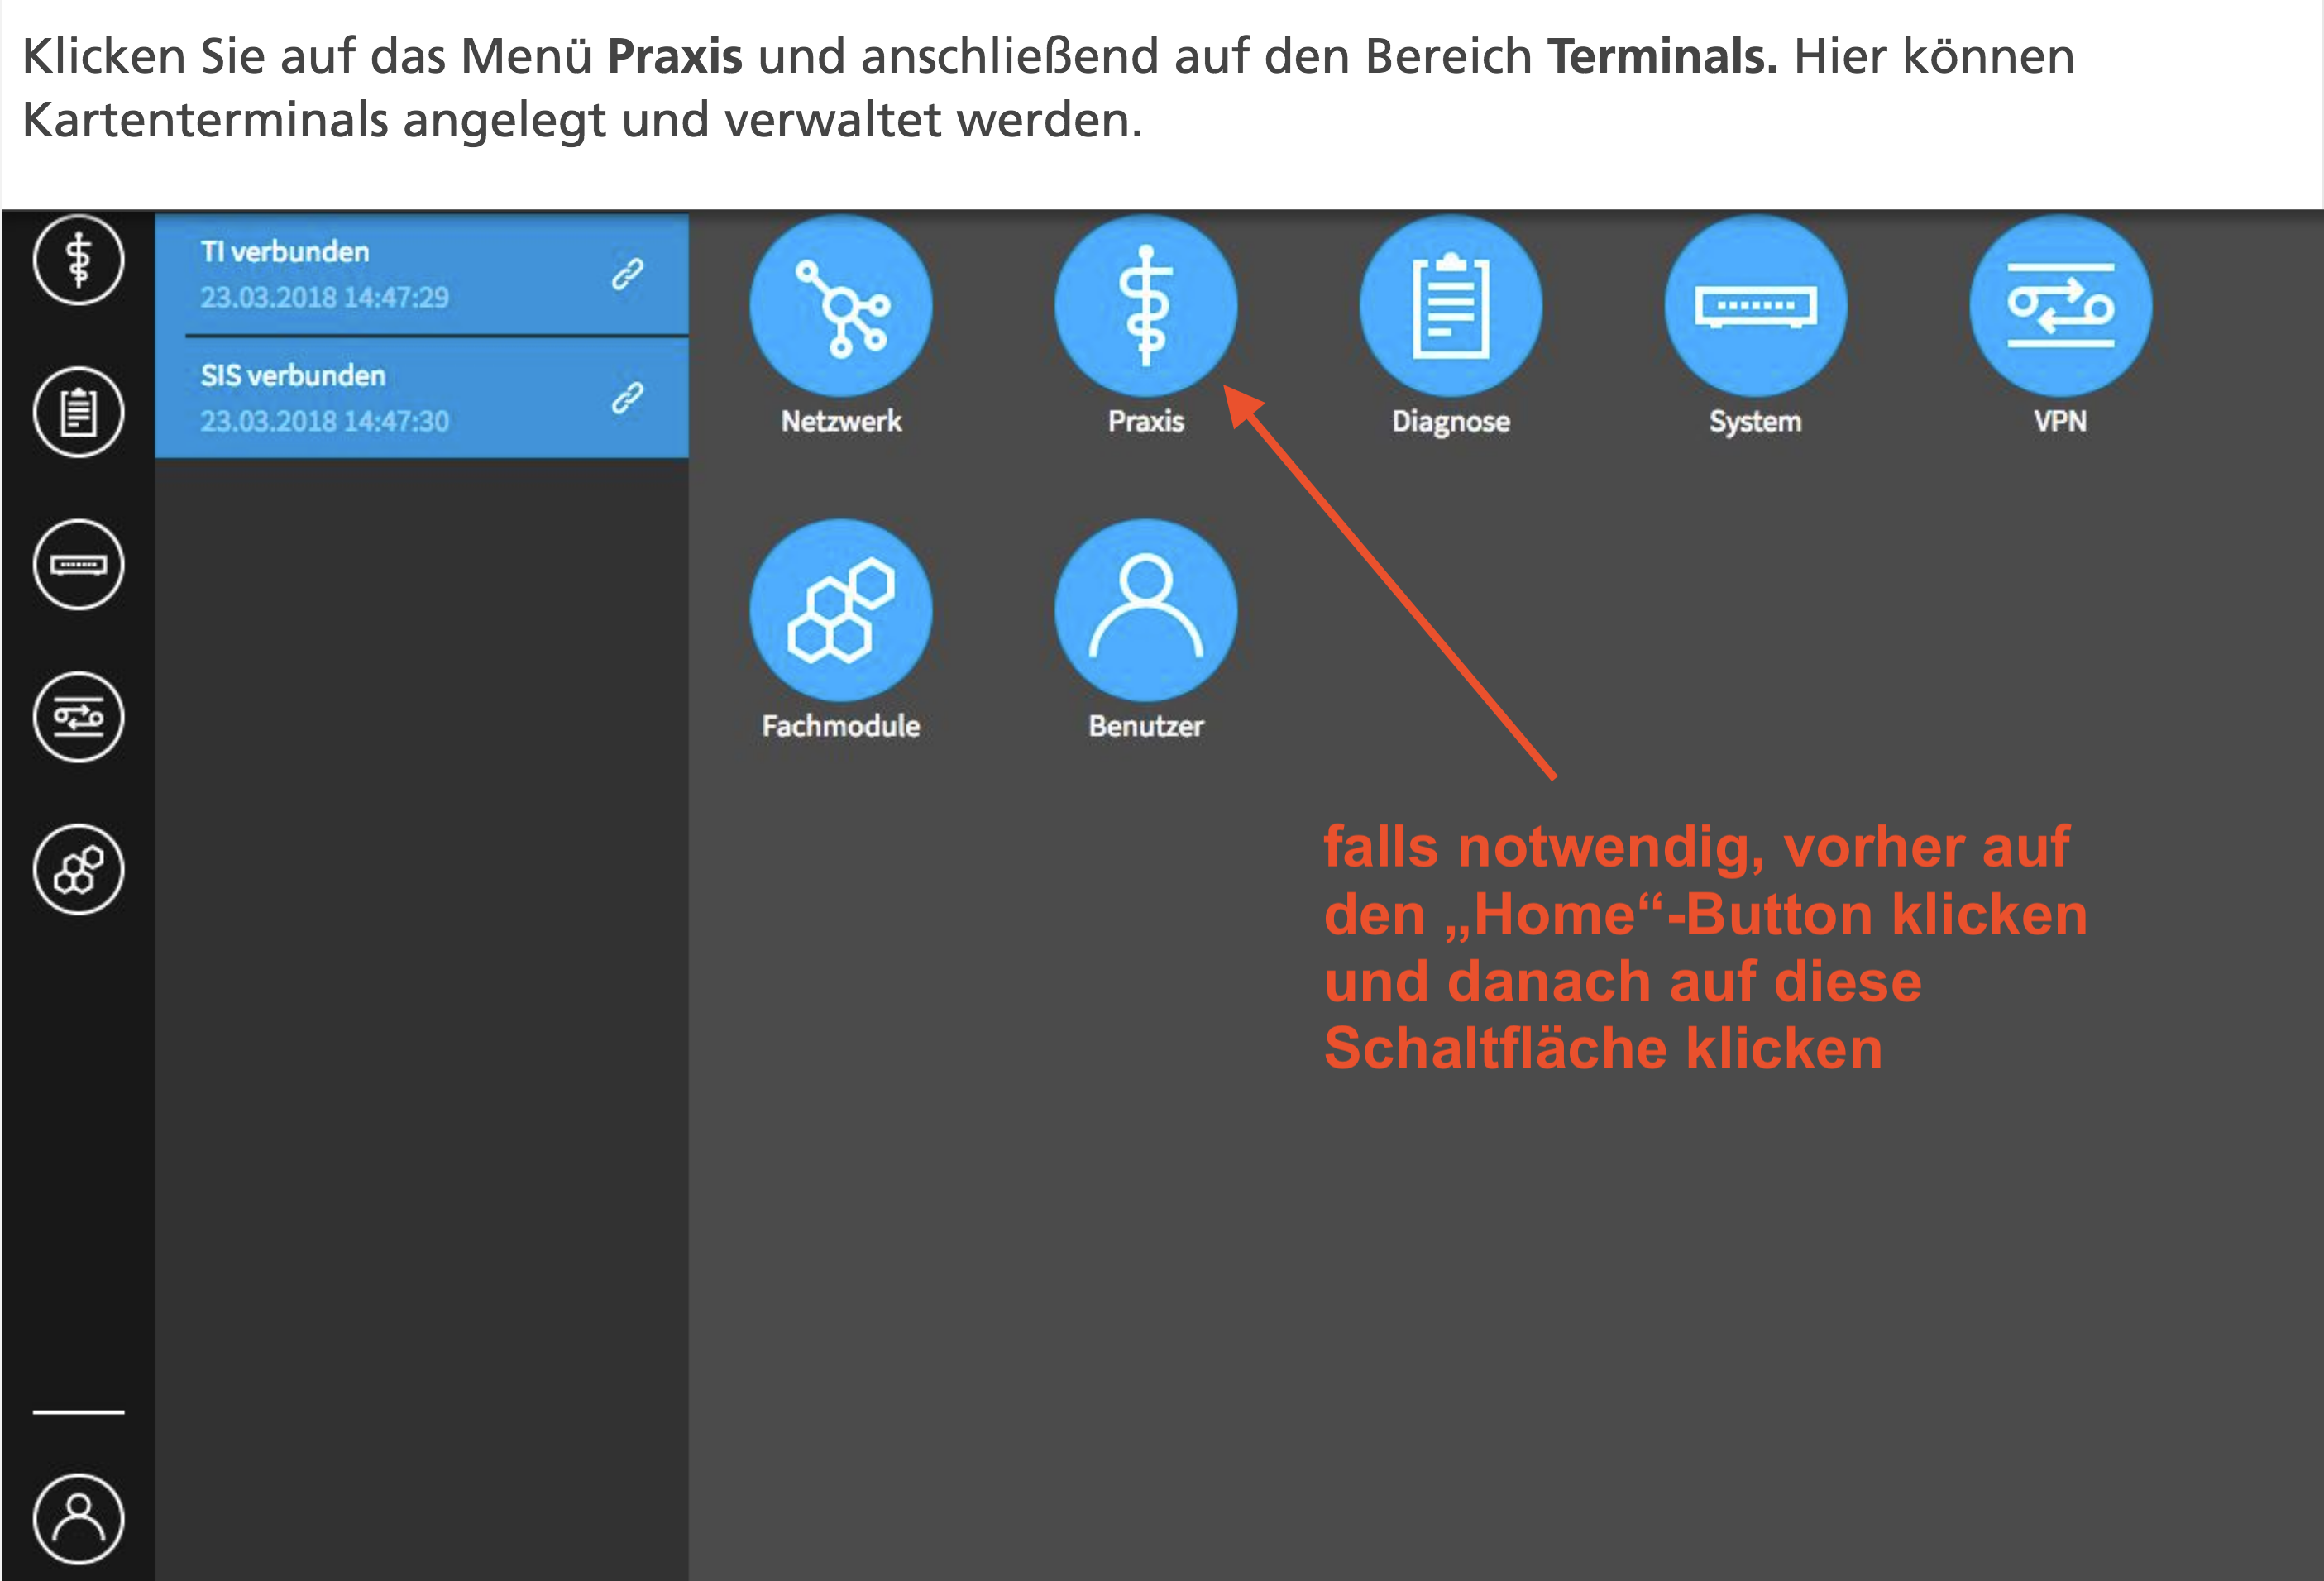 Klicken Sie auf das Menü Praxis und anschließend auf den Bereich Terminals. Hier können
Kartenterminals angelegt und verwaltet werden.
TI verbunden
23.03.2018 14:47:29
SIS verbunden
23.03.2018 14:47:30
Netzwerk
Praxis
Diagnose
System
VPN
Fachmodule
Benutzer
falls notwendig, vorher auf
den „Home“-Button klicken
und danach auf diese
Schaltfläche klicken